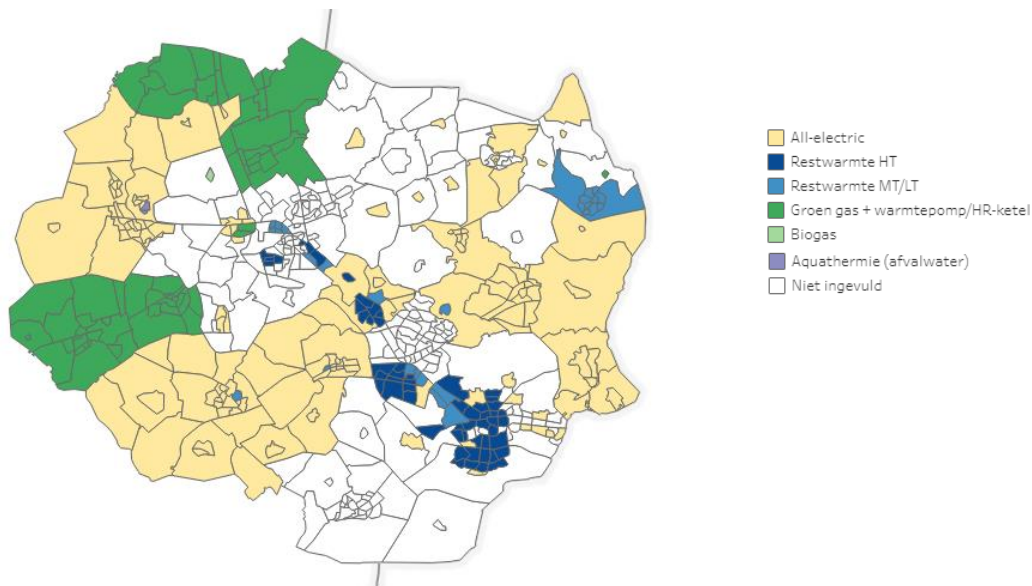 All-electric
Restwarmte HT
Restwarmte MT/LT
Groen gas + warmtepomp/HR-ketel
Biogas
Aquathermie (afvalwater)
Niet ingevuld